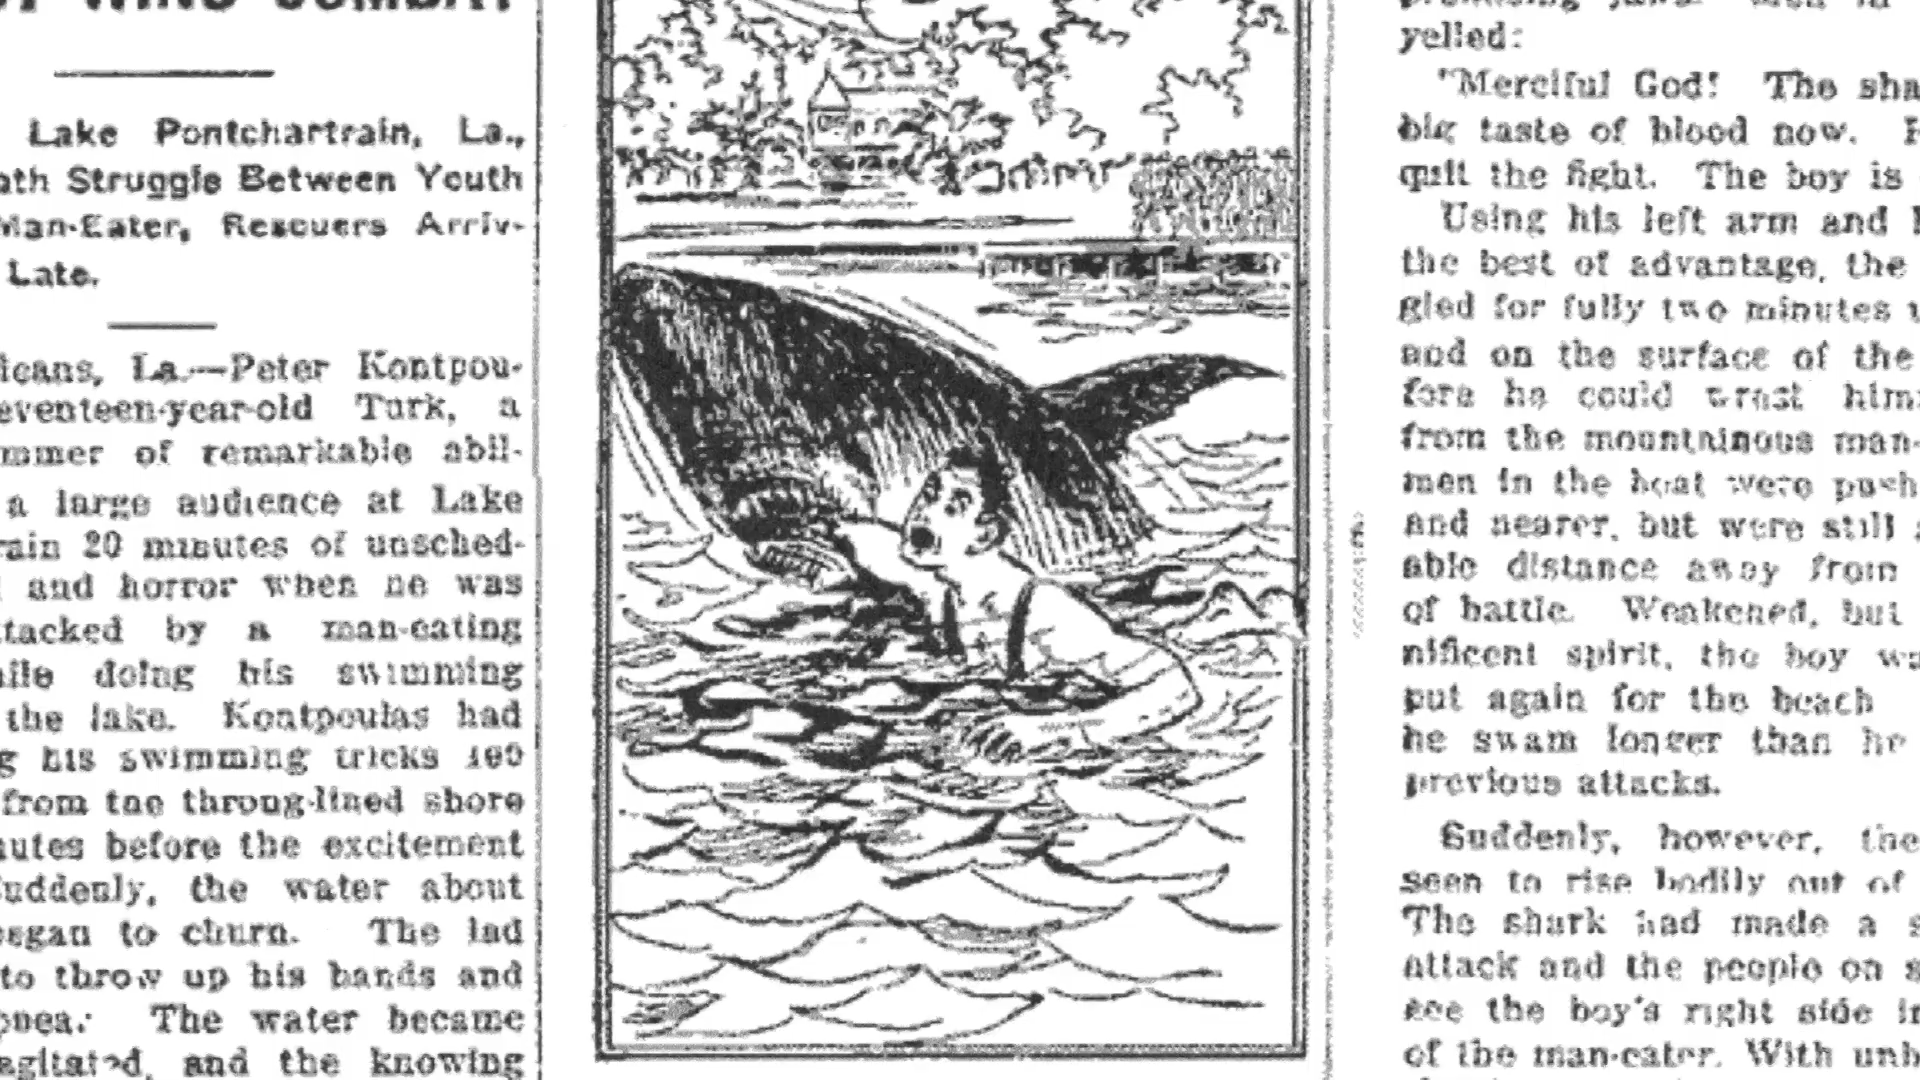 Lake Pontchartrain, La.,
ath Struggle Between Youth
Man-Eater, Rescuers Arriv-
Late.
leans, La.—Peter Kontpou-
eventeen-year-old Turk, a
mmer of remarkable abil-
a large audience at Lake
rain 20 minutes of unsched-
and horror when he was
ttacked by a man-eating
hile doing his swimming
the lake. Kontpoulas had
g his swimming tricks 100
from the throng-lined shore
nutes before the excitement
Suddenly, the water about
began to churn. The lad
to throw up his hands and
The water became
agitated, and the knowing
yelled:
"Merciful God! The sha
big taste of blood now.
quit the fight. The boy is
Using his left arm and
the best of advantage, the
gled for fully two minutes u
and on the surface of the
fore he could wrest him
from the mountainous man-
men in the boat were push
and nearer, but were still a
able distance away from
of battle. Weakened, but
nificent spirit, the boy wa
put again for the beach
he swam longer than he
previous attacks.
Suddenly, however, the
seen to rise bodily out of
The shark had made a s
attack and the people on s
see the boy's right side in
of the man-eater. With unh